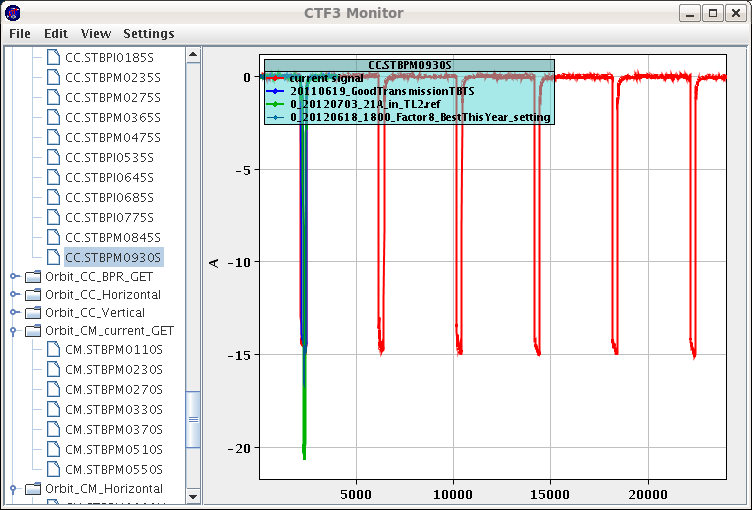 CTF3 Monitor
File Edit View Settings
CC.STBPI0185S
CC.STBPM0235S
CC.STBPM0275S
CC.STBPM0365S
CC.STBPM0475S
CC.STBPI0535S
CC.STBPI0645S
CC.STBPI0685S
CC.STBPI0775S
CC.STBPM0845S
CC.STBPM0930S
Orbit_CC_BPR_GET
Orbit_CC_Horizontal
Orbit_CC_Vertical
Orbit_CM_current_GET
CM.STBPM0110S
CM.STBPM0230S
CM.STBPM0270S
CM.STBPM0330S
CM.STBPM0370S
CM.STBPM0510S
CM.STBPM0550S
Orbit_CM_Horizontal
CC.STBPM0930S
current signal
20110619_GoodTransmissionTBTS
0_20120703_21A_in_TL2.ref
0_20120618_1800_Factor8_BestThisYear_setting
0
-5
-10
-15
-20
A
5000 10000 15000 20000